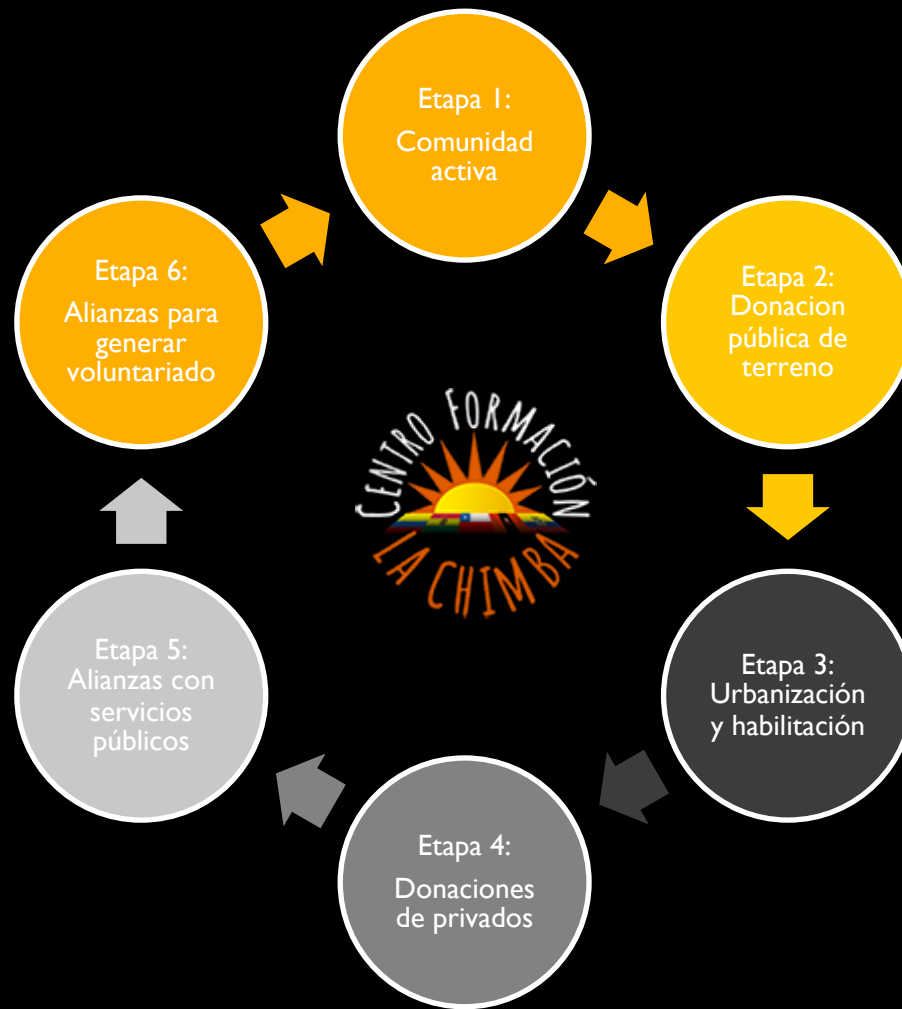 Etapa 1:
Comunidad
activa
Etapa 2:
Donacion
pública de
terreno
Etapa 3:
Urbanización
y habilitación
Etapa 4:
Donaciones
de privados
Etapa 5:
Alianzas con
servicios
públicos
Etapa 6:
Alianzas para
generar
voluntariado
CENTRO FORMACIÓN
LA CHIMBA